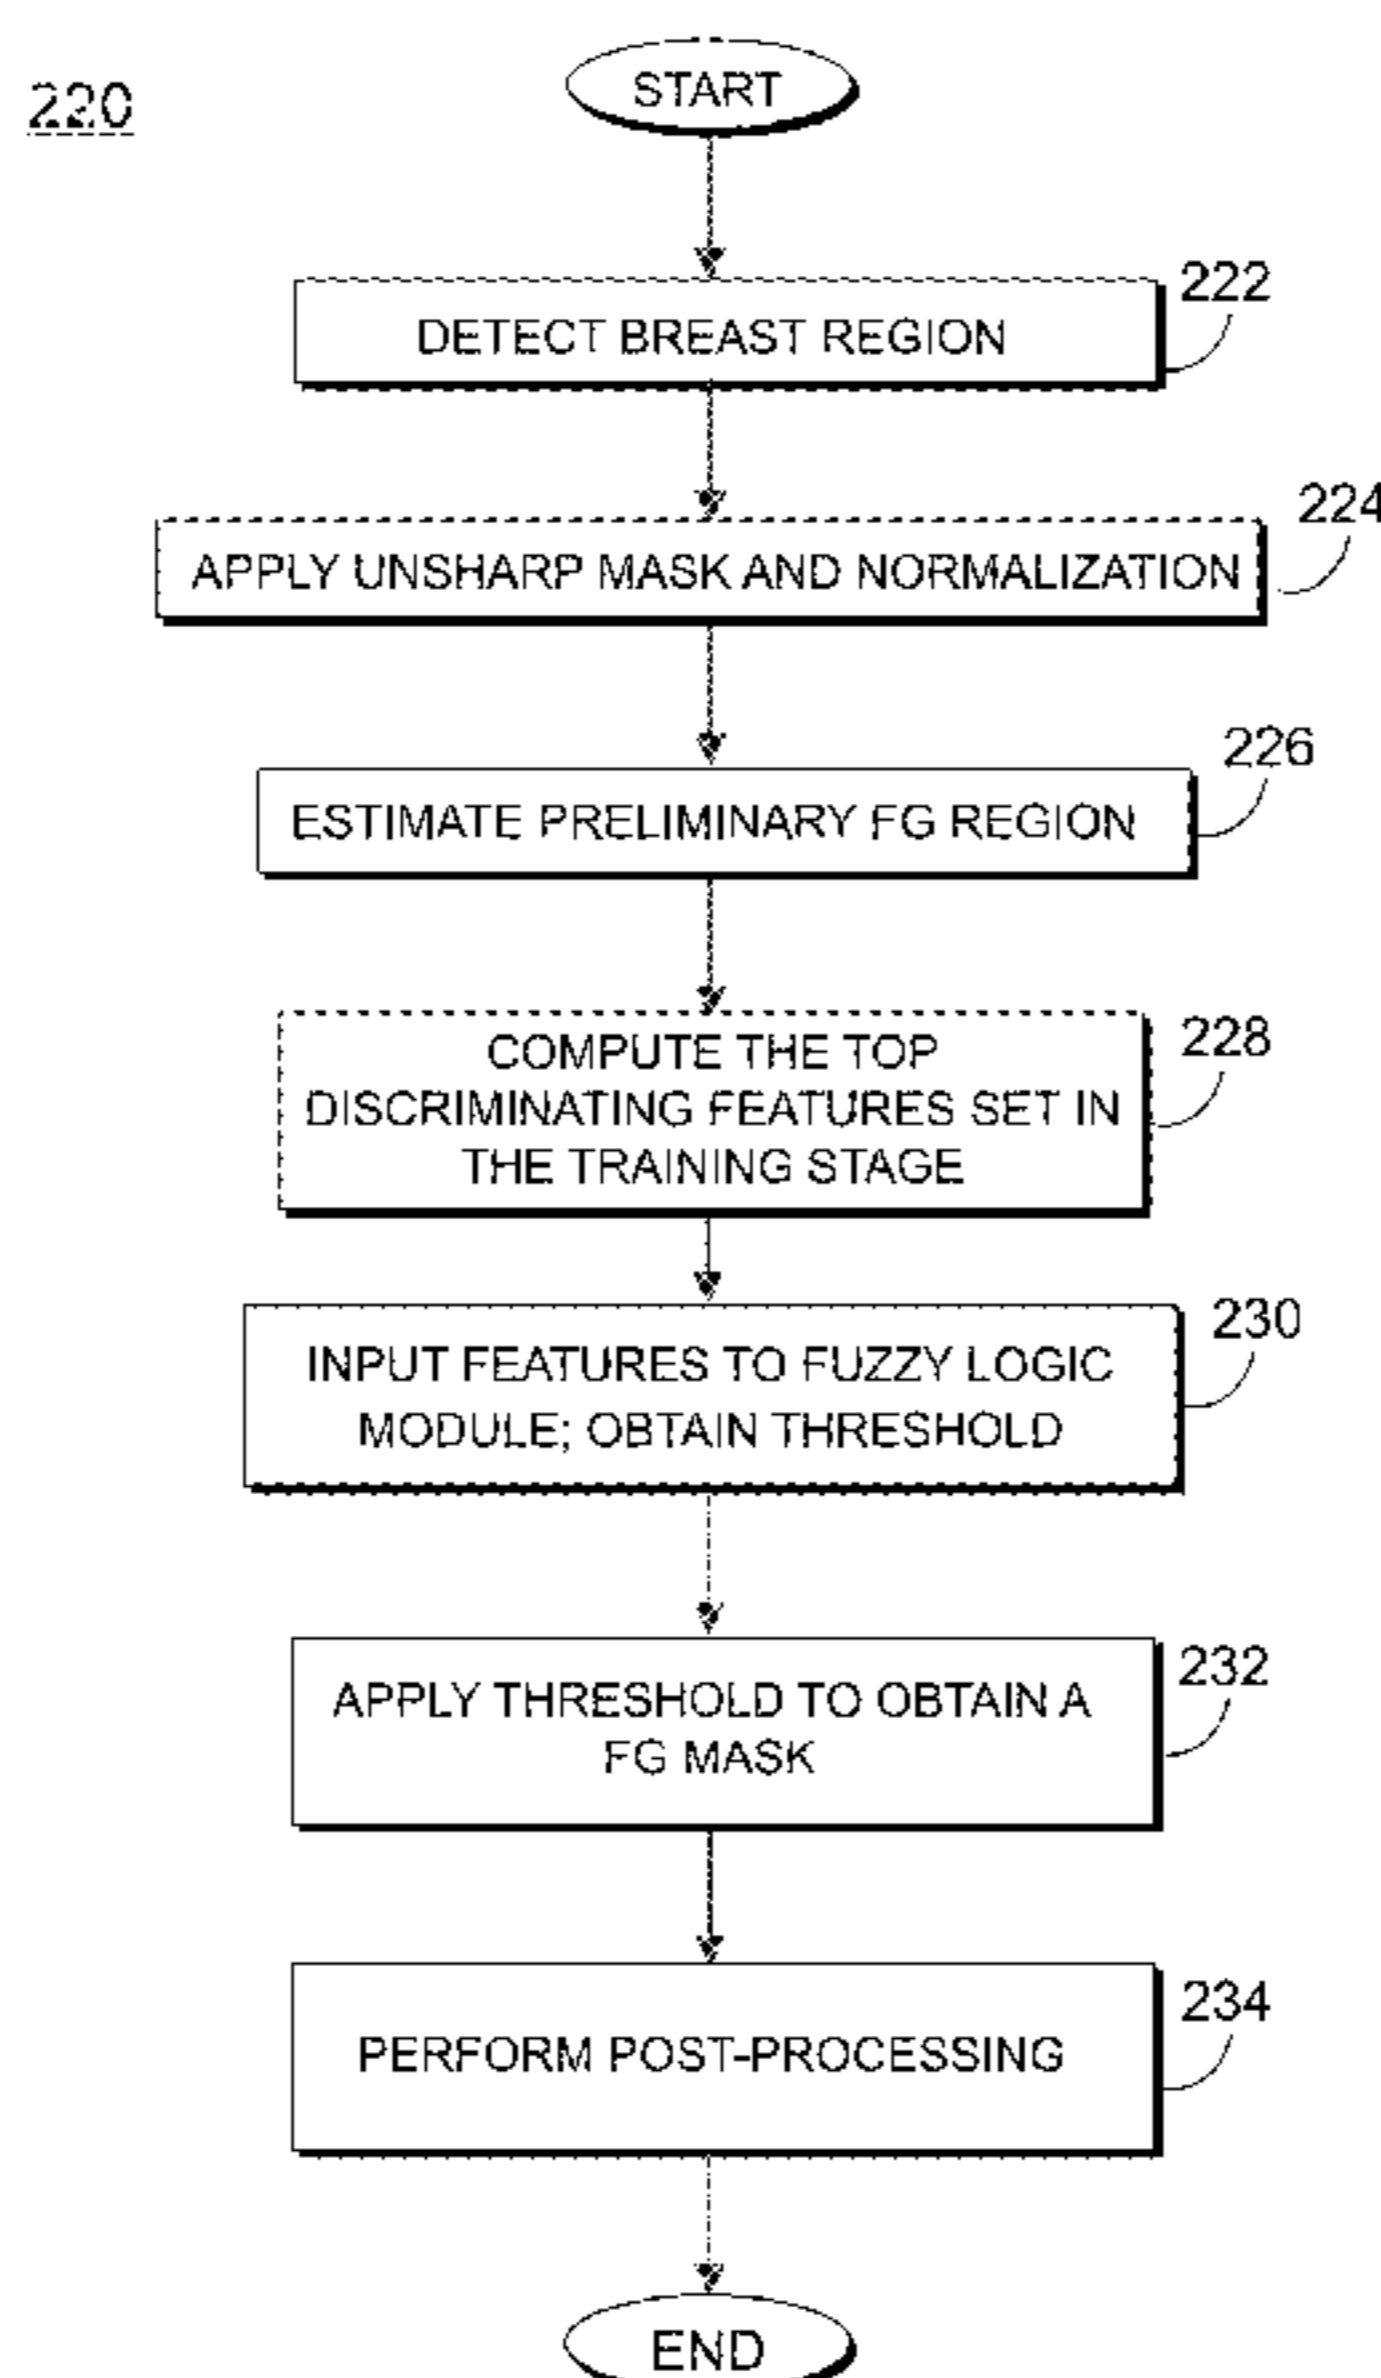 220
START
222
DETECT BREAST REGION
224
APPLY UNSHARP MASK AND NORMALIZATION
226
ESTIMATE PRELIMINARY FG REGION
228
COMPUTE THE TOP
DISCRIMINATING FEATURES SET IN
THE TRAINING STAGE
230
INPUT FEATURES TO FUZZY LOGIC
MODULE; OBTAIN THRESHOLD
232
APPLY THRESHOLD TO OBTAIN A
FG MASK
234
PERFORM POST-PROCESSING
END